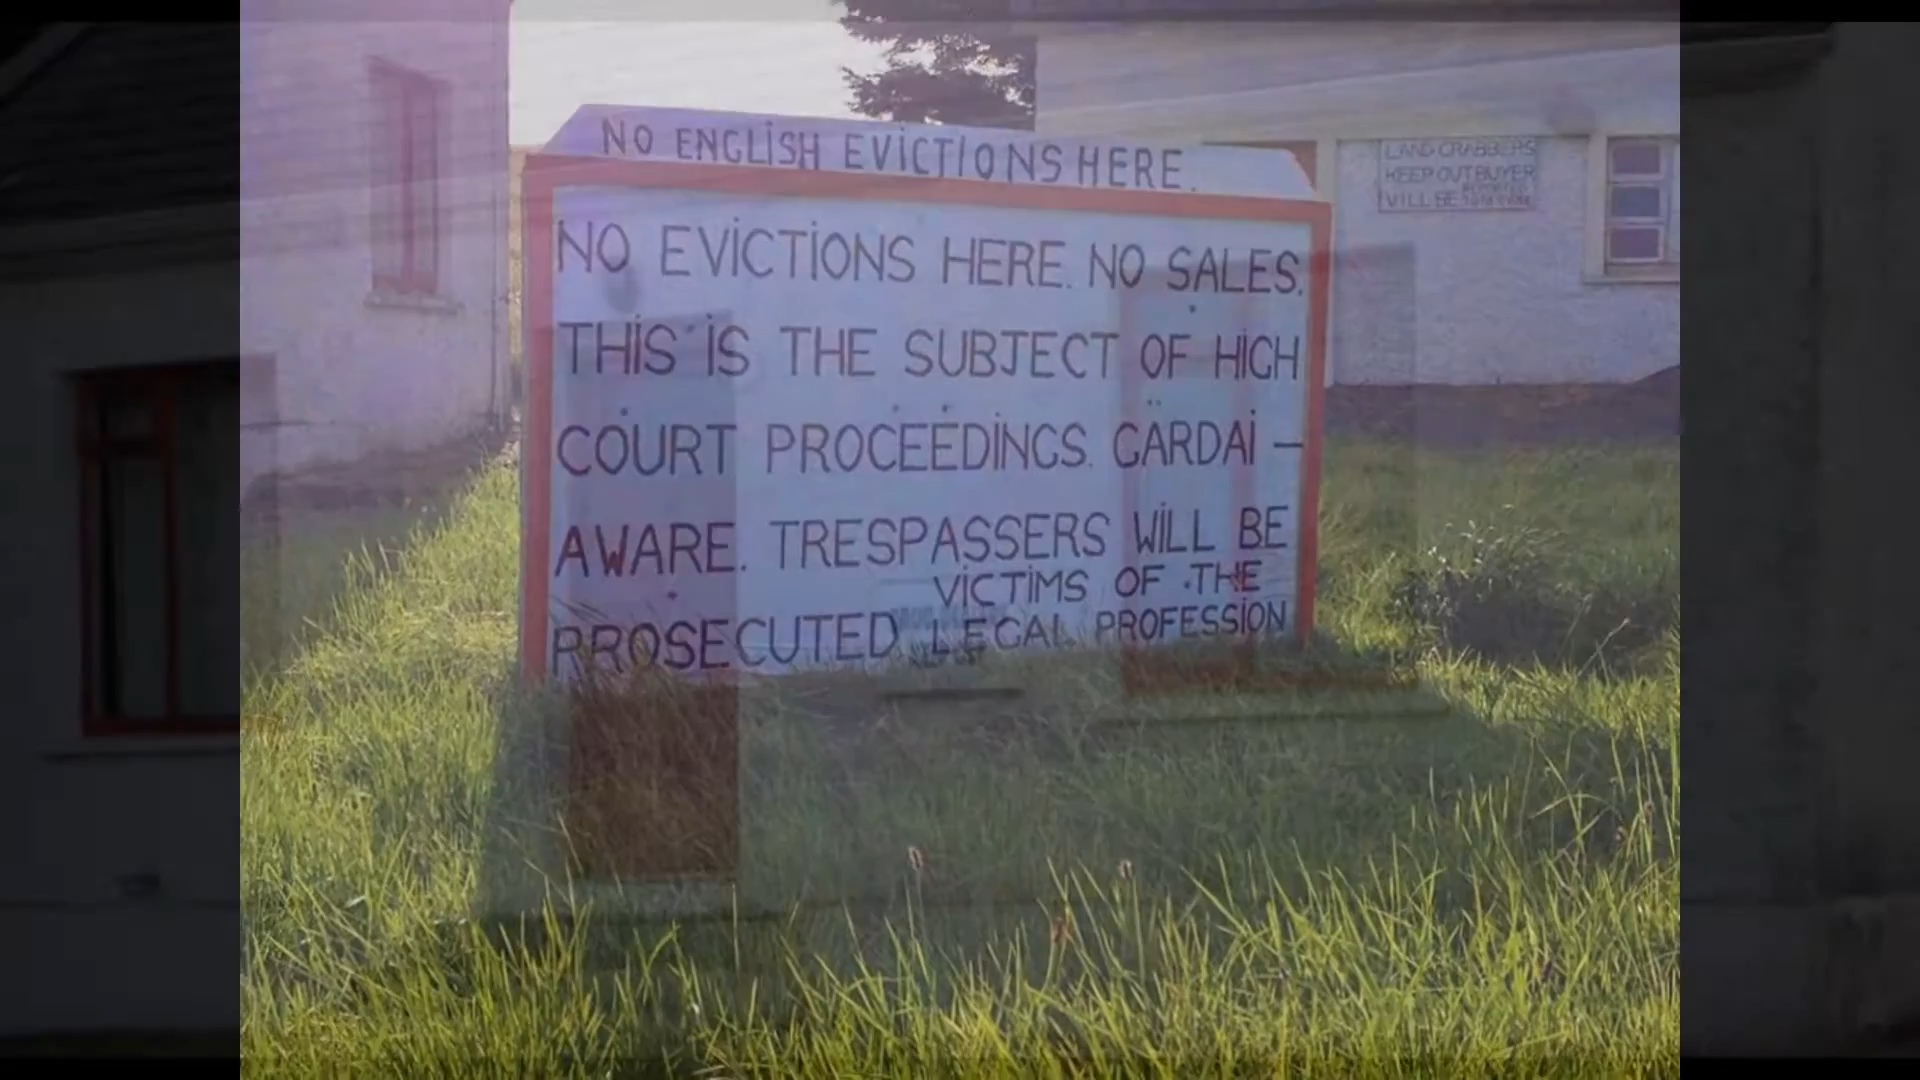 NO ENGLISH EVICTIONS HERE.
NO EVICTIONS HERE. NO SALES.
THIS IS THE SUBJECT OF HIGH
COURT PROCEEDINGS. GARDAI —
AWARE. TRESPASSERS WILL BE
VICTIMS OF THE
PROSECUTED LEGAL PROFESSION
LAND GRABBERS
KEEP OUT BUYER
WILL BE